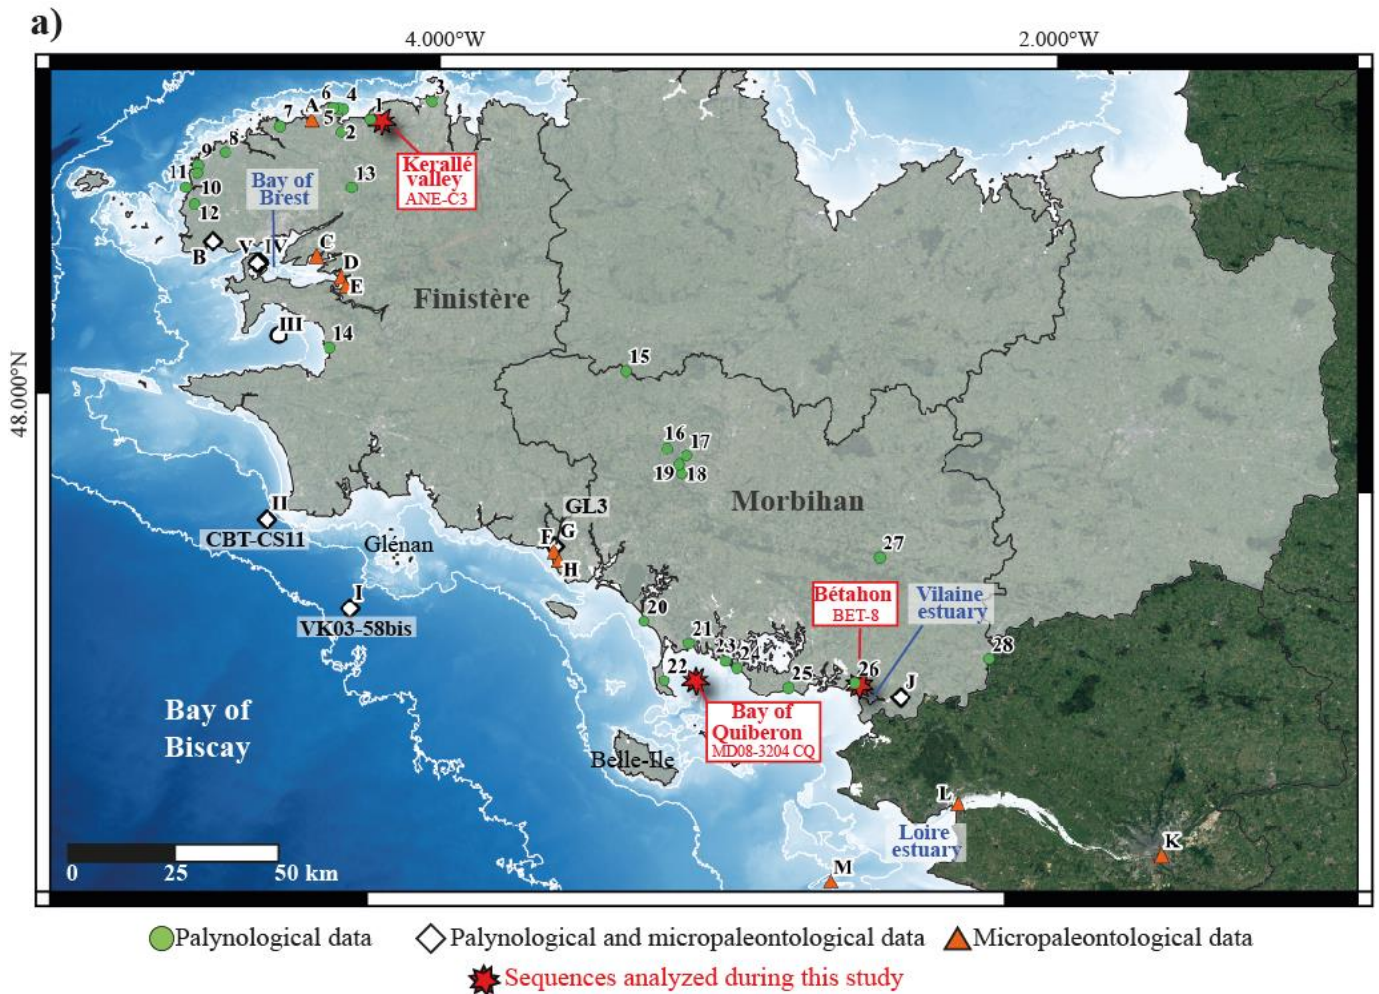 a)
4.000°W
2.000°W
48.000°N
6
4
3
A
1
7
5
2
8
9
11
10
12
13
Kerallé
valley
ANE-C3
Bay of
Brest
B
V
IV
C
D
E
Finistère
III
14
15
16
17
19
18
Morbihan
II
CBT-CS11
Glénan
GL3
F
G
H
27
I
VK03-58bis
Bétahon
BET-8
Vilaine
estuary
20
21
22
23
24
25
26
J
28
Bay of
Biscay
Bay of
Quiberon
MD08-3204 CQ
Belle-Ile
L
Loire
estuary
K
M
0
25
50 km
Palynological data
Palynological and micropaleontological data
Micropaleontological data
Sequences analyzed during this study